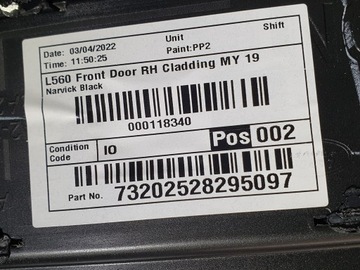 Date: 03/04/2022 Unit Shift
Time: 11:50:25 Paint:PP2
L560 Front Door RH Cladding MY 19
Narvick Black
000118340
Condition Code IO Pos 002
Part No. 73202528295097